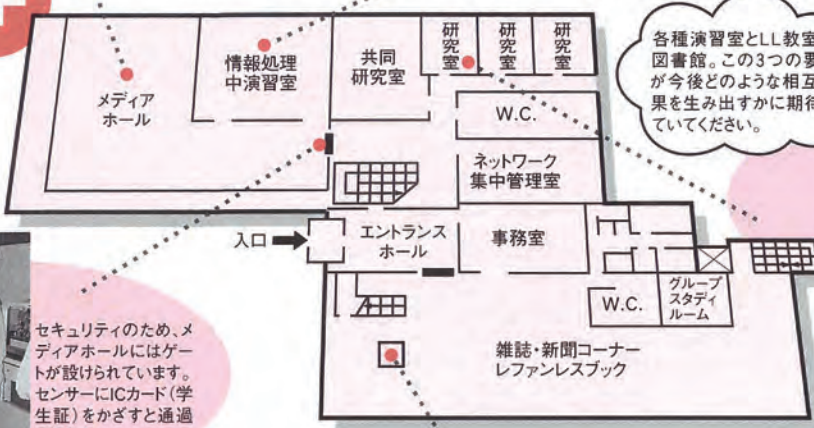 メディア
ホール
情報処理
中演習室
共同
研究室
研究室
研究室
研究室
W.C.
ネットワーク
集中管理室
入口
エントランス
ホール
事務室
W.C.
グループ
スタディ
ルーム
雑誌・新聞コーナー
レファンレスブック
各種演習室とLL教室
図書館。この3つの要
が今後どのような相互
果を生み出すかに期待
ていてください。
セキュリティのため、メ
ディアホールにはゲー
トが設けられています。
センサーにICカード(学
生証)をかざすと通過